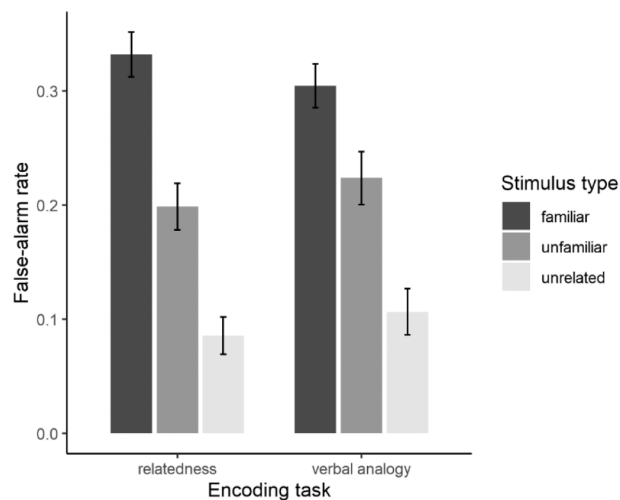 False-alarm rate
0.3
0.2
0.1
0.0
relatedness
verbal analogy
Encoding task
Stimulus type
familiar
unfamiliar
unrelated